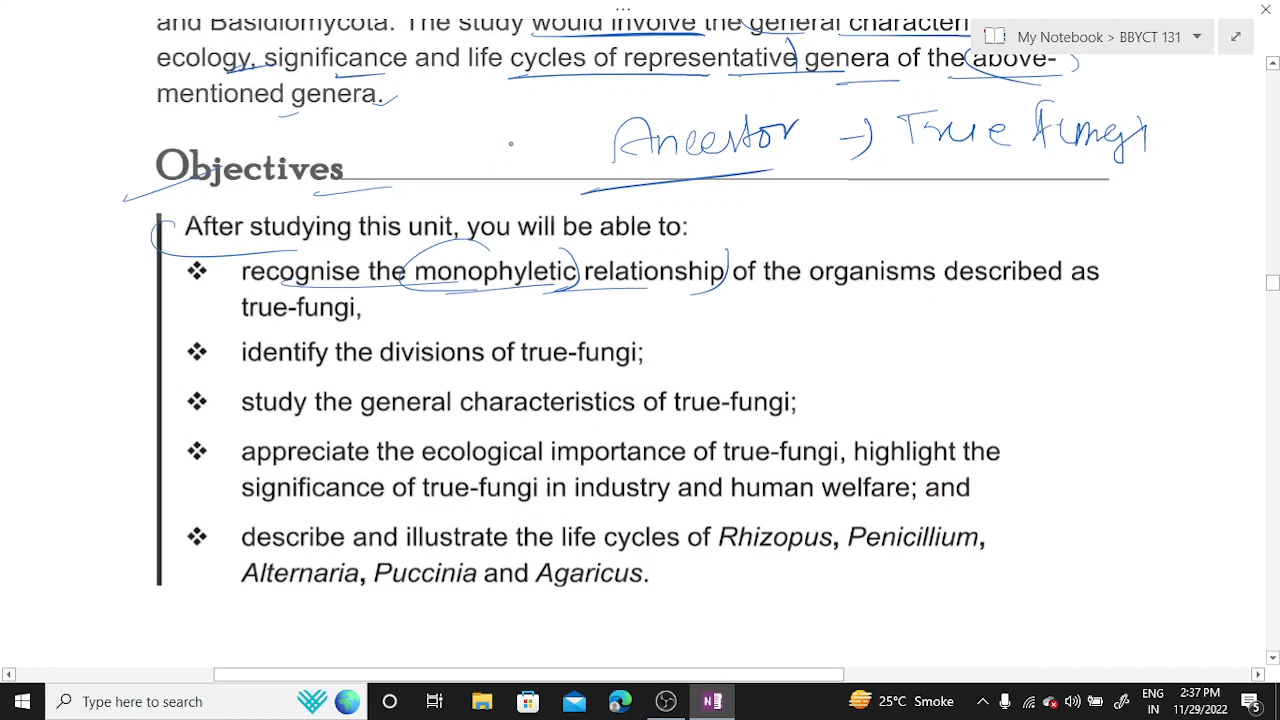 ...
and Basidiomycota. The study would involve the general character
My Notebook > BBYCT 131
ecology, significance and life cycles of representative genera of the above-
mentioned genera.
Ancestor → True fungi
Objectives
After studying this unit, you will be able to:
❖ recognise the monophyletic relationship of the organisms described as
true-fungi,
❖ identify the divisions of true-fungi;
❖ study the general characteristics of true-fungi;
❖ appreciate the ecological importance of true-fungi, highlight the
significance of true-fungi in industry and human welfare; and
❖ describe and illustrate the life cycles of Rhizopus, Penicillium,
Alternaria, Puccinia and Agaricus.
Type here to search
25°C Smoke
ENG
IN
2:37 PM
11/29/2022
5